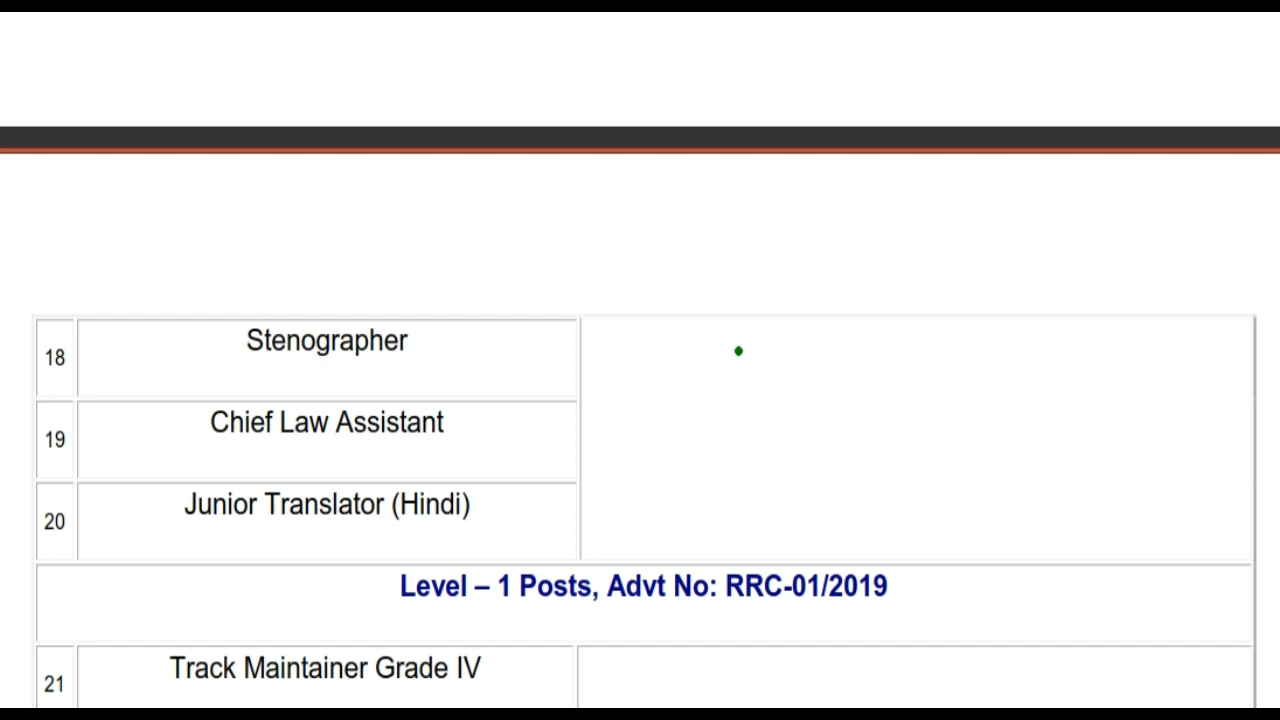 18 Stenographer
19 Chief Law Assistant
20 Junior Translator (Hindi)
Level – 1 Posts, Advt No: RRC-01/2019
21 Track Maintainer Grade IV